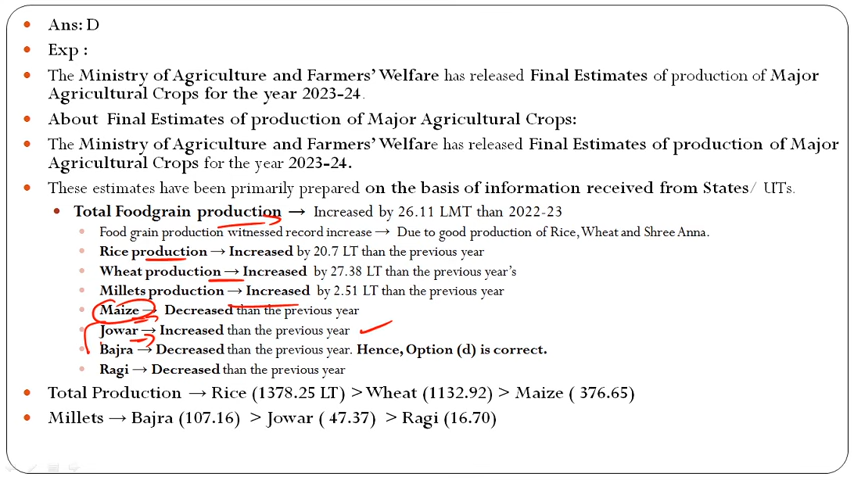 Ans: D
Exp :
The Ministry of Agriculture and Farmers' Welfare has released Final Estimates of production of Major
Agricultural Crops for the year 2023-24.
About Final Estimates of production of Major Agricultural Crops:
The Ministry of Agriculture and Farmers' Welfare has released Final Estimates of production of Major
Agricultural Crops for the year 2023-24.
These estimates have been primarily prepared on the basis of information received from States/ UTs.
Total Foodgrain production → Increased by 26.11 LMT than 2022-23
Food grain production witnessed record increase → Due to good production of Rice, Wheat and Shree Anna.
Rice production → Increased by 20.7 LT than the previous year
Wheat production → Increased by 27.38 LT than the previous year's
Millets production → Increased by 2.51 LT than the previous year
Maize → Decreased than the previous year
Jowar → Increased than the previous year
Bajra → Decreased than the previous year. Hence, Option (d) is correct.
Ragi → Decreased than the previous year
Total Production → Rice (1378.25 LT) > Wheat (1132.92) > Maize ( 376.65)
Millets → Bajra (107.16) > Jowar ( 47.37) > Ragi (16.70)